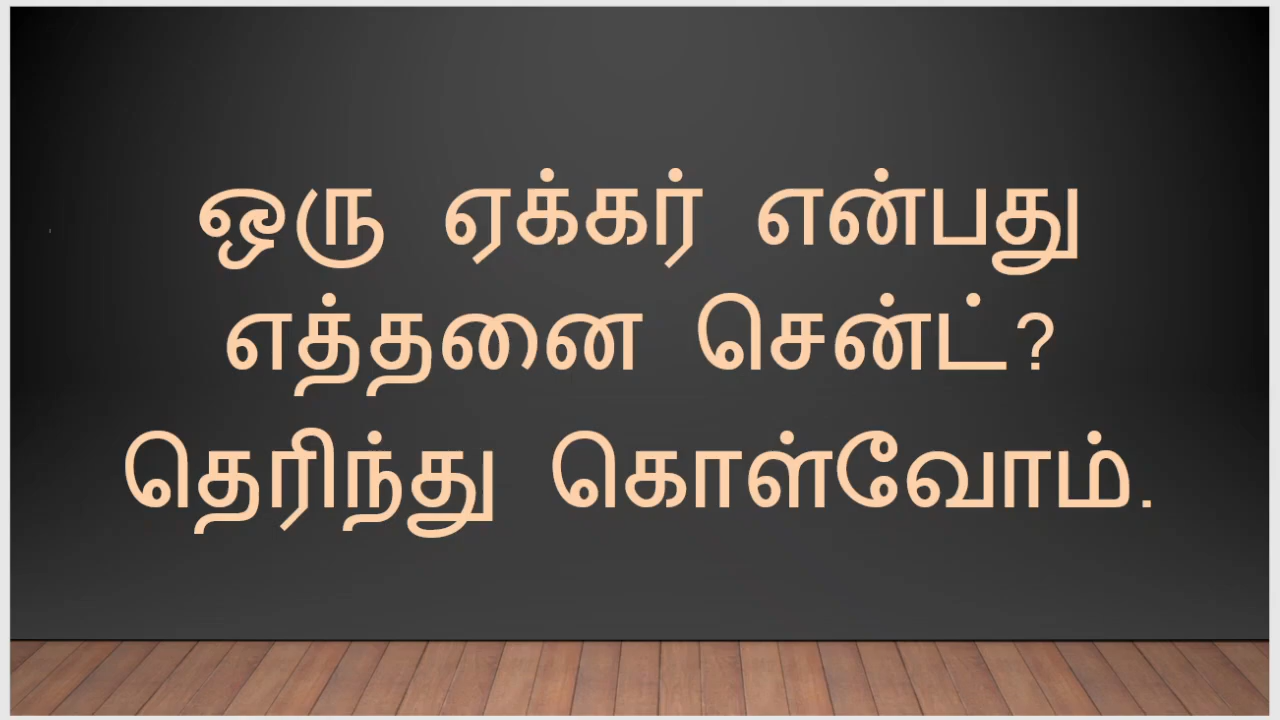 ஒரு ஏக்கர் என்பது
எத்தனை சென்ட்?
தெரிந்து கொள்வோம்.